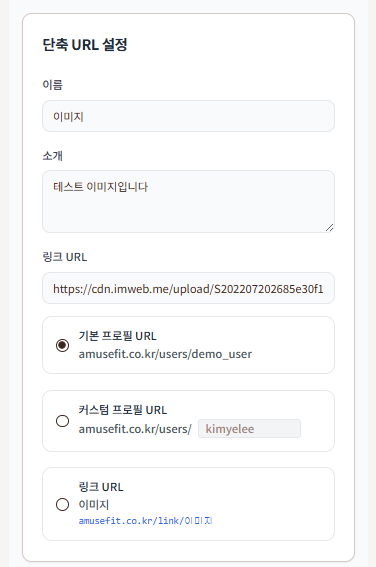 단축 URL 설정
이름
이미지
소개
테스트 이미지입니다
링크 URL
https://cdn.imweb.me/upload/S202207202685e30f1
기본 프로필 URL
amusefit.co.kr/users/demo_user
커스텀 프로필 URL
amusefit.co.kr/users/ kimyelee
링크 URL
이미지
amusefit.co.kr/link/이미지